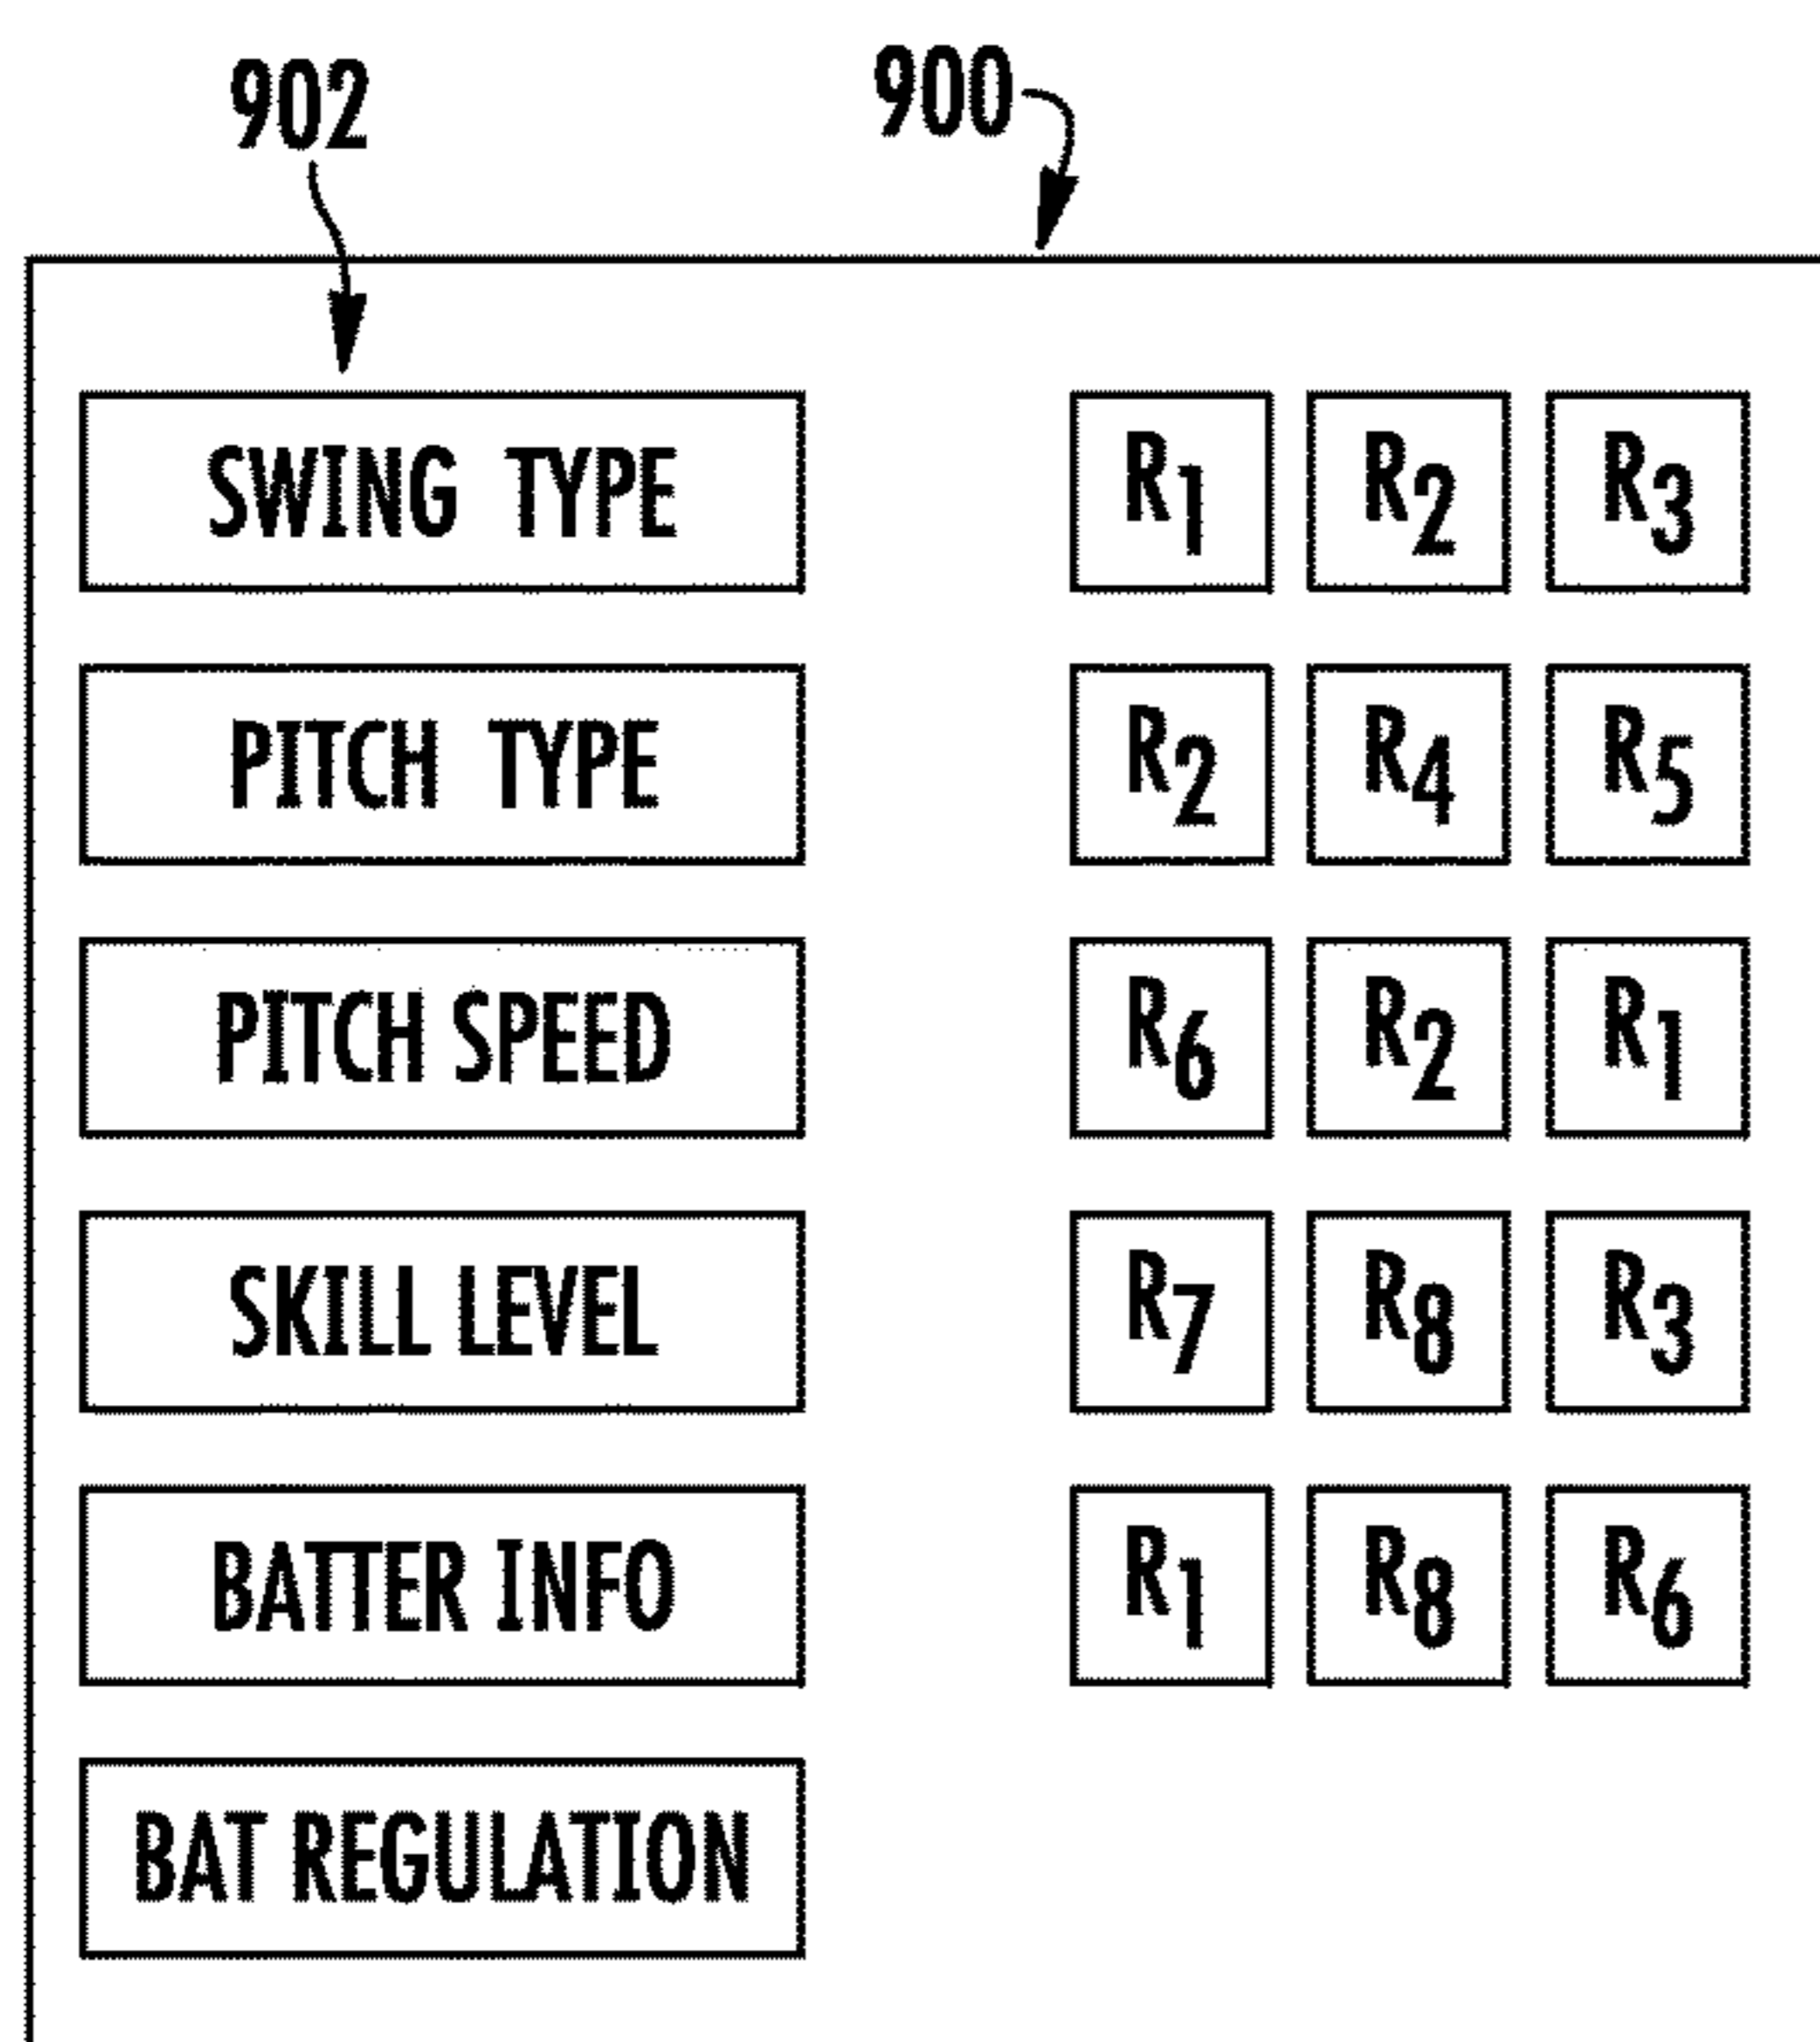 902 900
SWING TYPE R1 R2 R3
PITCH TYPE R2 R4 R5
PITCH SPEED R6 R2 R1
SKILL LEVEL R7 R8 R3
BATTER INFO R1 R8 R6
BAT REGULATION